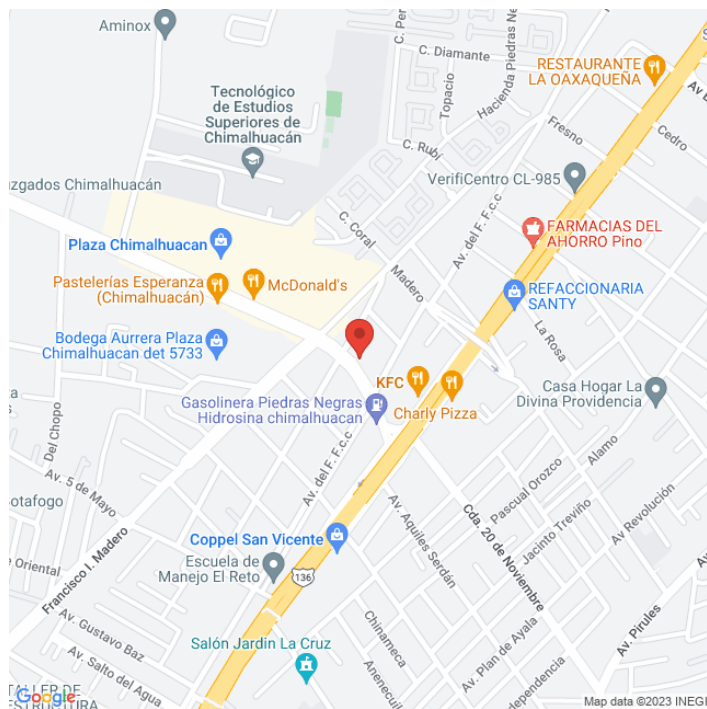 Aminox
C. Diamante
Topacio
Hacienda Piedras
RESTAURANTE
LA OAXAQUEÑA
Tecnológico
de Estudios
Superiores de
Chimalhuacán
C. Rubí
Fresno
Cedro
Chimalhuacán
VerifiCentro CL-985
C. Coral
Av. del F. F.c.c
FARMACIAS DEL
AHORRO Pino
Plaza Chimalhuacan
Madero
Pastelerías Esperanza
(Chimalhuacán)
McDonald's
REFACCIONARIA
SANTY
Bodega Aurrera Plaza
Chimalhuacan det 5733
La Rosa
KFC
Charly Pizza
Casa Hogar La
Divina Providencia
Gasolinera Piedras Negras
Hidrosina chimalhuacan
Del Chopo
Av. del F. F.c.c
Pascual Orozco
Alamo
Av. 5 de Mayo
Av Revolución
Cda. 20 de Noviembre
Av. Aquiles Serdán
Jacinto Treviño
Francisco I. Madero
Coppel San Vicente
Escuela de
Manejo El Reto
136
Oriental
Av. Gustavo Baz
Chinameca
Av. Pirules
Av. Plan de Ayala
Salón Jardin La Cruz
Av. Salto del Agua
Google
Map data ©2023 INEGI